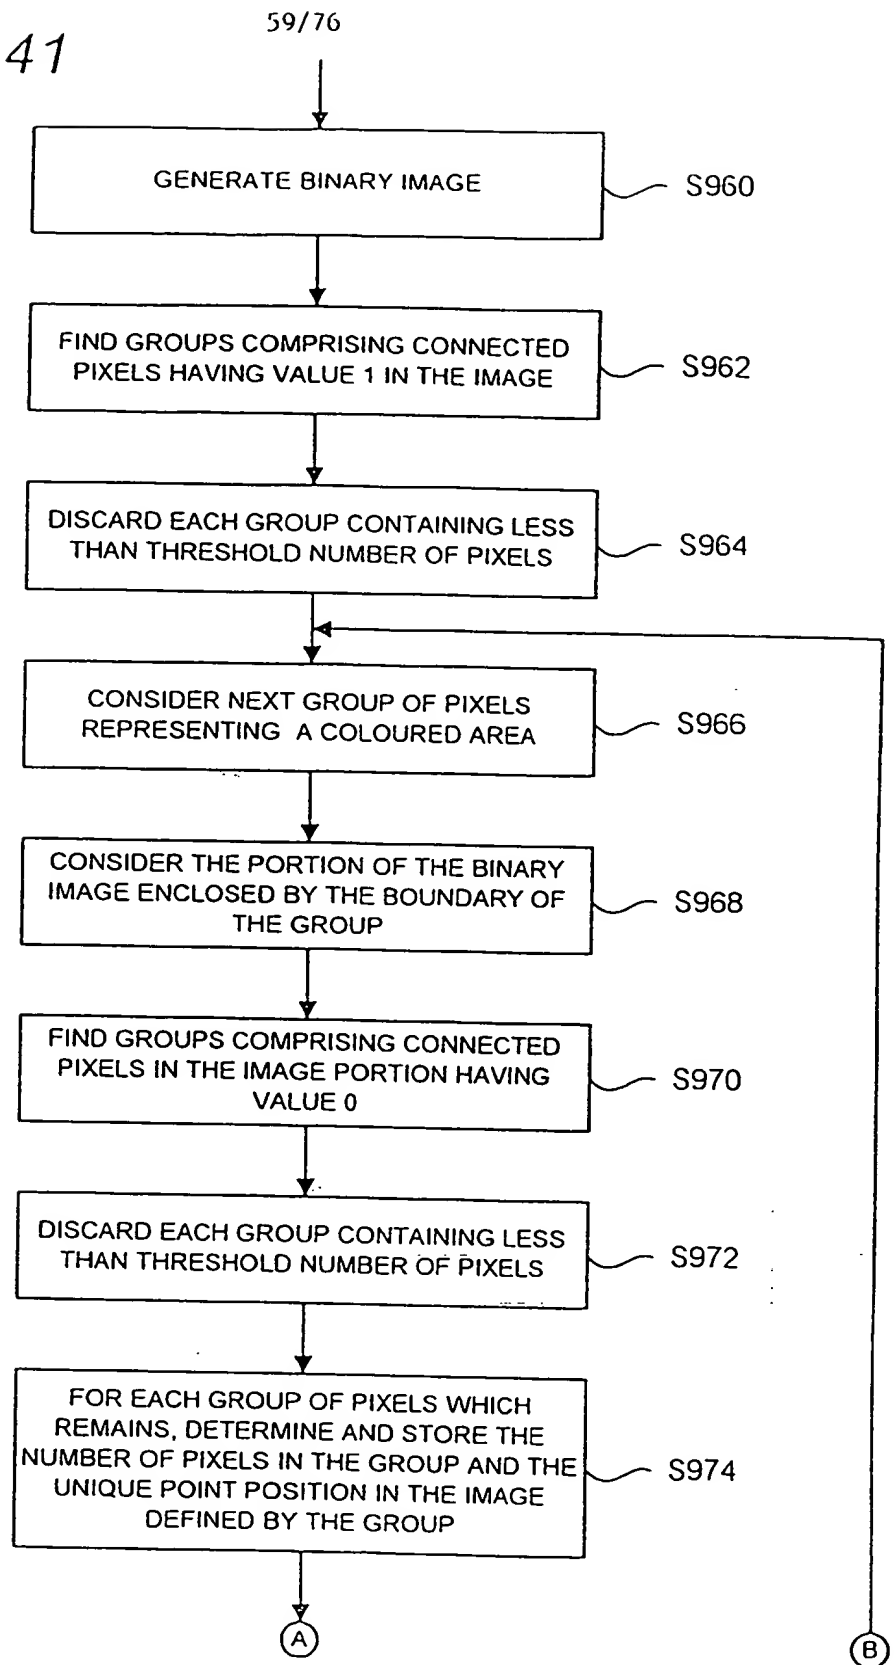 59/76
41
GENERATE BINARY IMAGE
S960
FIND GROUPS COMPRISING CONNECTED
PIXELS HAVING VALUE 1 IN THE IMAGE
S962
DISCARD EACH GROUP CONTAINING LESS
THAN THRESHOLD NUMBER OF PIXELS
S964
CONSIDER NEXT GROUP OF PIXELS
REPRESENTING A COLOURED AREA
S966
CONSIDER THE PORTION OF THE BINARY
IMAGE ENCLOSED BY THE BOUNDARY OF
THE GROUP
S968
FIND GROUPS COMPRISING CONNECTED
PIXELS IN THE IMAGE PORTION HAVING
VALUE 0
S970
DISCARD EACH GROUP CONTAINING LESS
THAN THRESHOLD NUMBER OF PIXELS
S972
FOR EACH GROUP OF PIXELS WHICH
REMAINS, DETERMINE AND STORE THE
NUMBER OF PIXELS IN THE GROUP AND THE
UNIQUE POINT POSITION IN THE IMAGE
DEFINED BY THE GROUP
S974
A
B